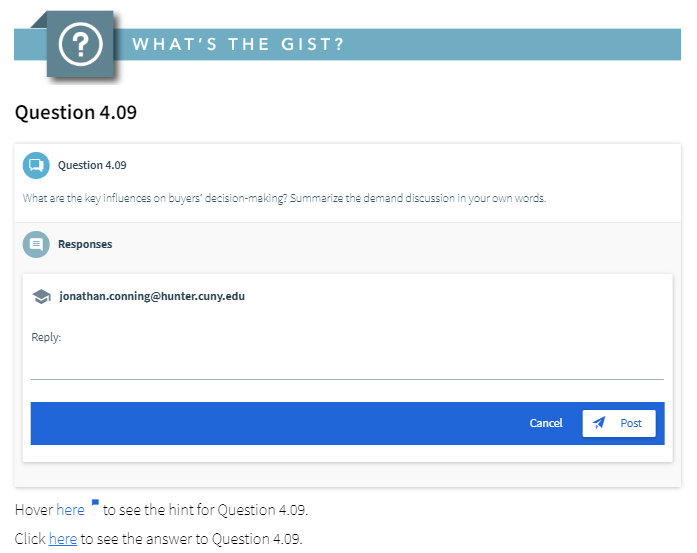 WHAT'S THE GIST?
Question 4.09
Question 4.09
What are the key influences on buyers' decision-making? Summarize the demand discussion in your own words.
Responses
jonathan.conning@hunter.cuny.edu
Reply:
Cancel Post
Hover here to see the hint for Question 4.09.
Click here to see the answer to Question 4.09.